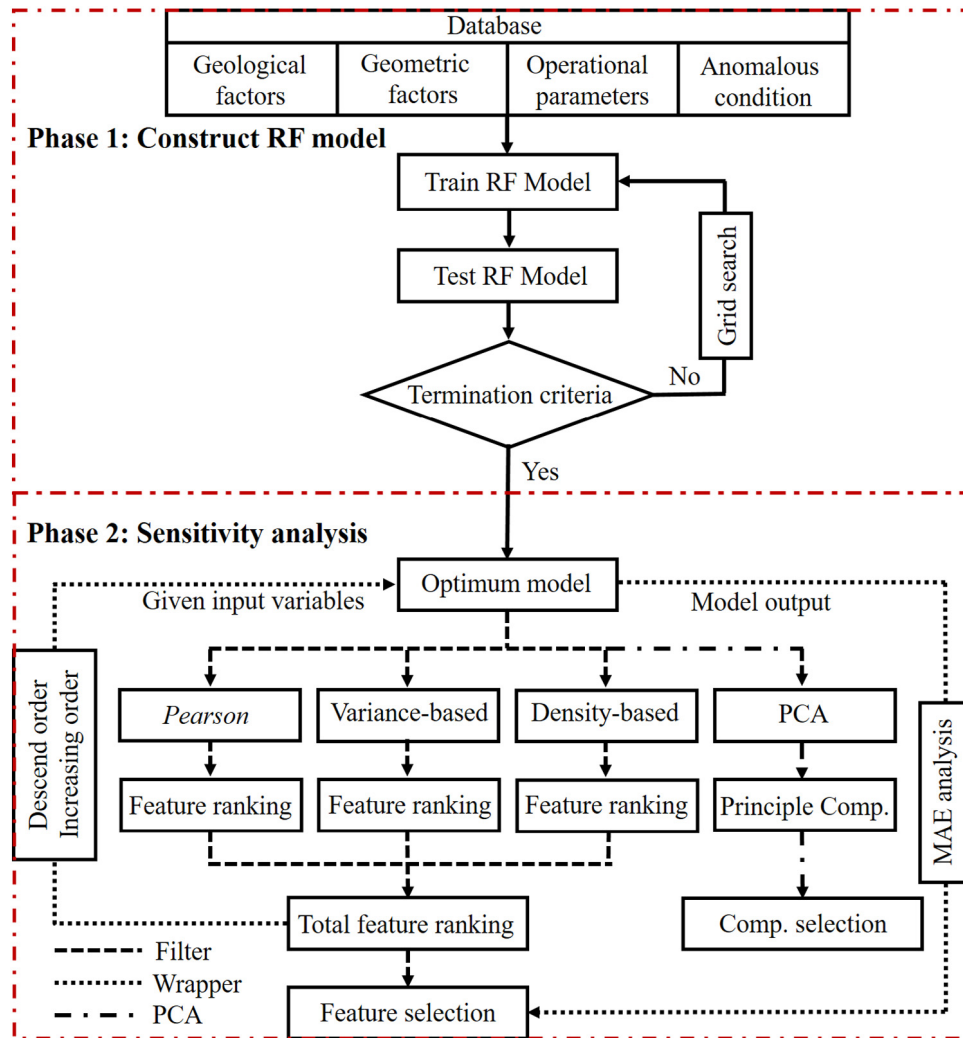 Database
Geological
factors
Geometric
factors
Operational
parameters
Anomalous
condition
Phase 1: Construct RF model
Train RF Model
Test RF Model
Grid search
Termination criteria
No
Yes
Phase 2: Sensitivity analysis
Optimum model
Given input variables
Model output
Descend order
Increasing order
Pearson
Variance-based
Density-based
PCA
MAE analysis
Feature ranking
Feature ranking
Feature ranking
Principle Comp.
Total feature ranking
Comp. selection
Filter
Wrapper
PCA
Feature selection